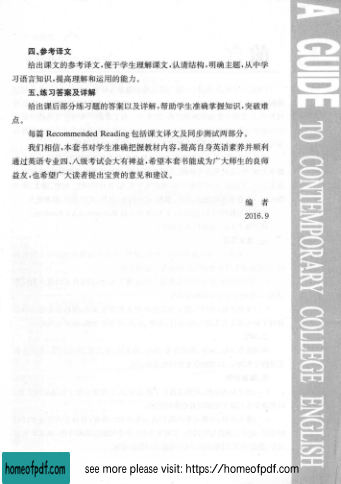 四、参考译文
给出课文的参考译文,便于学生理解课文,认清结构,明确主题,从中学
习语言知识,提高理解和运用的能力。
五、练习答案及详解
给出课后部分练习题的答案以及详解,帮助学生准确掌握知识,突破难
点。
每篇 Recommended Reading 包括课文译文及同步测试两部分。
我们相信,本套书对学生准确把握教材内容,提高自身英语素养并顺利
通过英语专业四、八级考试会大有裨益,希望本套书能成为广大师生的良师
益友,也希望广大读者提出宝贵的意见和建议。
编 者
2016.9
A GUIDE TO CONTEMPORARY COLLEGE ENGLISH
homeofpdf.com
see more please visit: https://homeofpdf.com